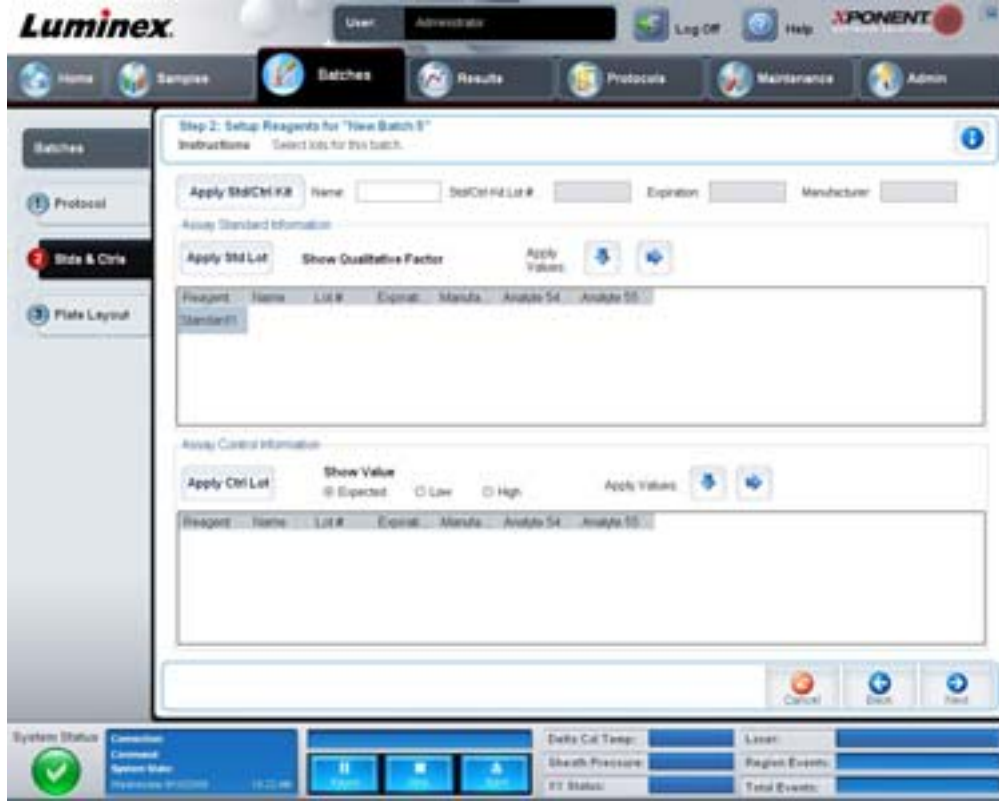 Luminex.
User: Administrator Log Off Help XPONENT
Home Samples Batches Results Protocols Maintenance Admin
Batches
1 Protocol
2 Stds & Ctrls
3 Plate Layout
Step 2: Setup Reagents for "New Batch 5"
Instructions Select lots for this batch.
Apply Std/Ctrl Kit Name Std/Ctrl Kit Lot # Expiration Manufacturer
Assay Standard Information
Apply Std Lot Show Qualitative Factor Apply Values:
Reagent Name Lot # Expirati... Manufa... Analyte 54 Analyte 55
Standard1
Assay Control Information
Apply Ctrl Lot Show Value
Expected Low High Apply Values:
Reagent Name Lot # Expirati... Manufa... Analyte 54 Analyte 55
Cancel Back Next
System Status Connection:
Command:
System State:
Delta Cal Temp: Laser:
Sheath Pressure: Region Events:
XY Status: Total Events: